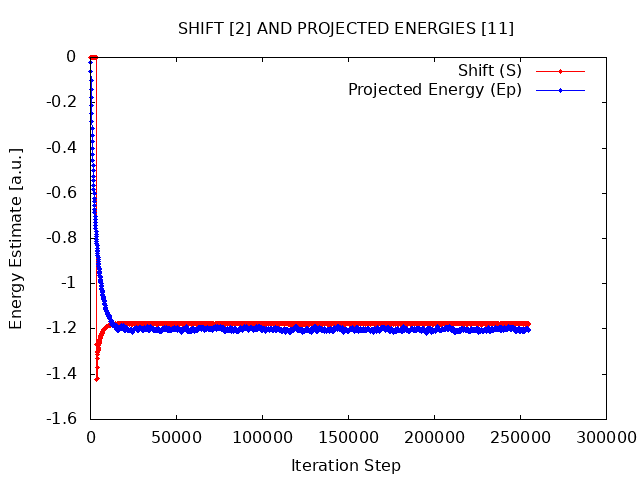 SHIFT [2] AND PROJECTED ENERGIES [11]
Shift (S)
Projected Energy (Ep)
Energy Estimate [a.u.]
0
-0.2
-0.4
-0.6
-0.8
-1
-1.2
-1.4
-1.6
0 50000 100000 150000 200000 250000 300000
Iteration Step